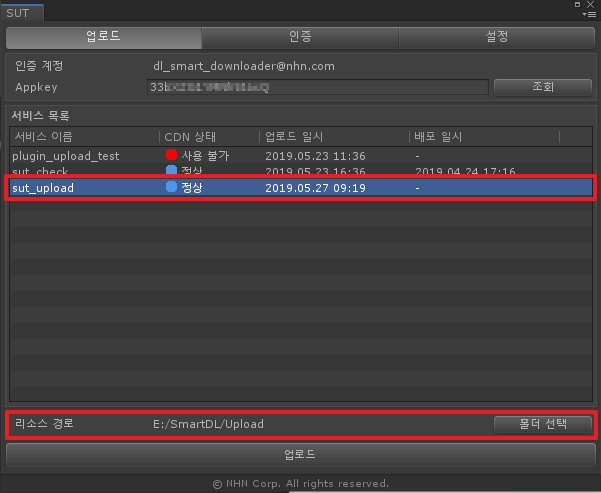 SUT
업로드 인증 설정
인증 계정 dl_smart_downloader@nhn.com
Appkey 조회
서비스 목록
서비스 이름 CDN 상태 업로드 일시 배포 일시
plugin_upload_test 사용 불가 2019.05.23 11:36 -
sut_check 정상 2019.05.23 16:36 2019.04.24 17:16
sut_upload 정상 2019.05.27 09:19 -
리소스 경로 E:/SmartDL/Upload 폴더 선택
업로드
© NHN Corp. All rights reserved.